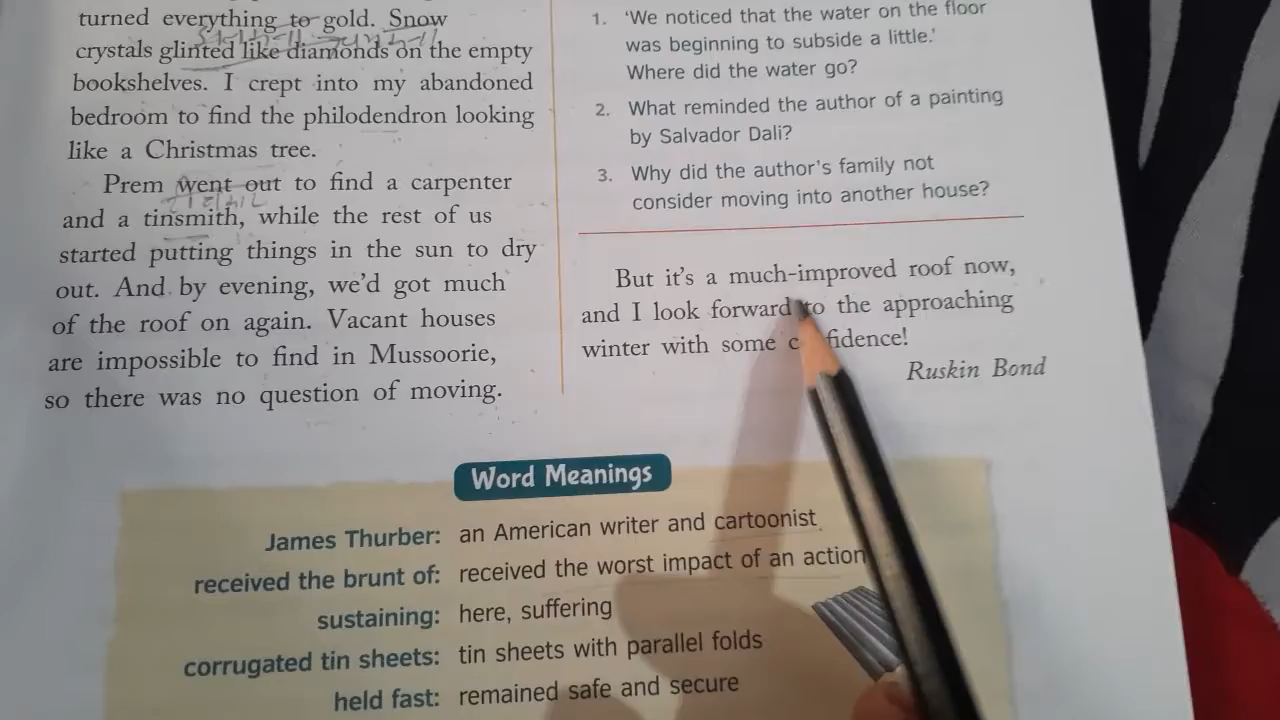 turned everything to gold. Snow
crystals glinted like diamonds on the empty
bookshelves. I crept into my abandoned
bedroom to find the philodendron looking
like a Christmas tree.
Prem went out to find a carpenter
and a tinsmith, while the rest of us
started putting things in the sun to dry
out. And by evening, we'd got much
of the roof on again. Vacant houses
are impossible to find in Mussoorie,
so there was no question of moving.
1. 'We noticed that the water on the floor
was beginning to subside a little.'
Where did the water go?
2. What reminded the author of a painting
by Salvador Dali?
3. Why did the author's family not
consider moving into another house?
But it's a much-improved roof now,
and I look forward to the approaching
winter with some fidence!
Ruskin Bond
Word Meanings
James Thurber: an American writer and cartoonist
received the brunt of: received the worst impact of an action
sustaining: here, suffering
corrugated tin sheets: tin sheets with parallel folds
held fast: remained safe and secure